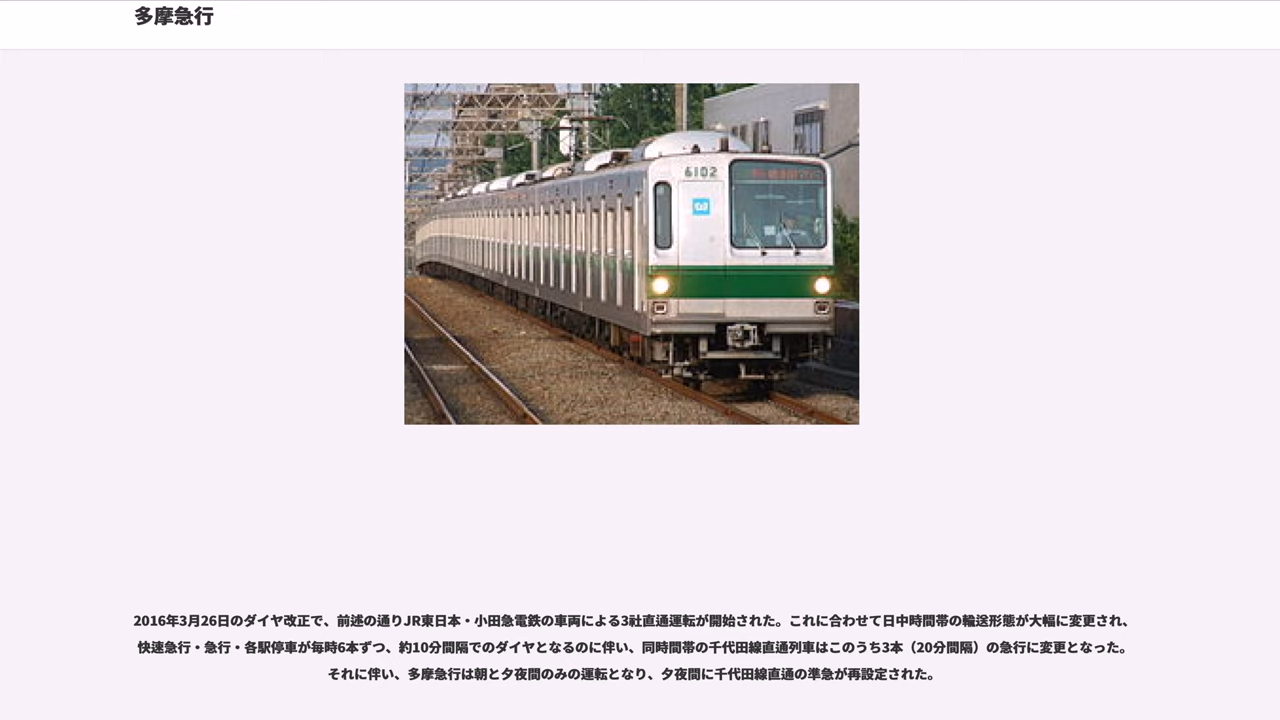 多摩急行
6102
2016年3月26日のダイヤ改正で、前述の通りJR東日本・小田急電鉄の車両による3社直通運転が開始された。これに合わせて日中時間帯の輸送形態が大幅に変更され、
快速急行・急行・各駅停車が毎時6本ずつ、約10分間隔でのダイヤとなるのに伴い、同時間帯の千代田線直通列車はこのうち3本（20分間隔）の急行に変更となった。
それに伴い、多摩急行は朝と夕夜間のみの運転となり、夕夜間に千代田線直通の準急が再設定された。